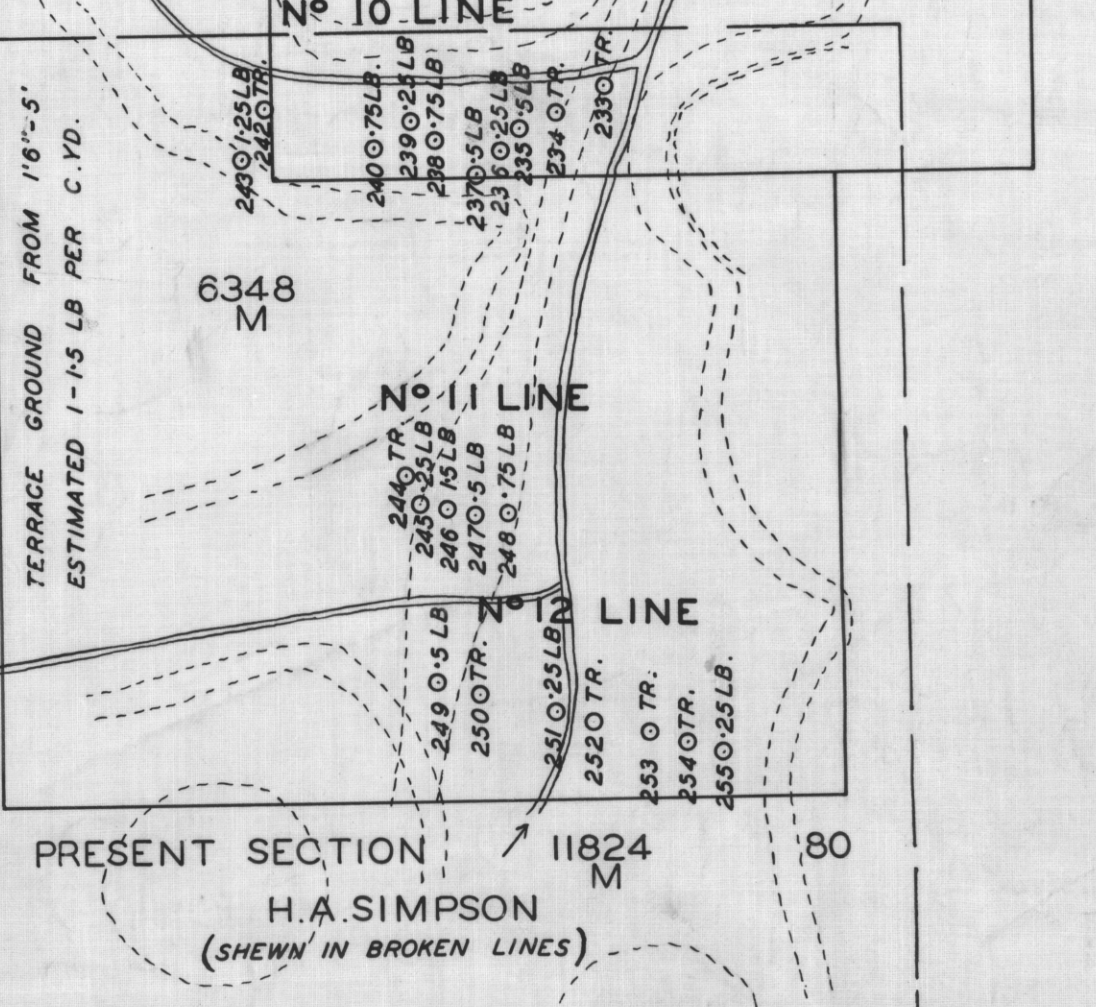 Nº 10 LINE
243 1.25LB
242 TR.
240 .75LB.
239 .25LB
238 .75LB
237 .5LB
236 .25LB
235 .5LB
234 TR.
233 TR.
TERRACE GROUND FROM 1'6"-5'
ESTIMATED 1-1.5 LB PER C.YD.
6348
M
Nº 11 LINE
244 TR.
245 .25LB
246 1.5LB
247 .5LB
248 .75LB
Nº 12 LINE
249 .5 LB
250 TR.
251 .25LB
252 TR.
253 TR.
254 TR.
255 .25LB.
PRESENT SECTION
11824
M
80
H.A.SIMPSON
(SHEWN IN BROKEN LINES)